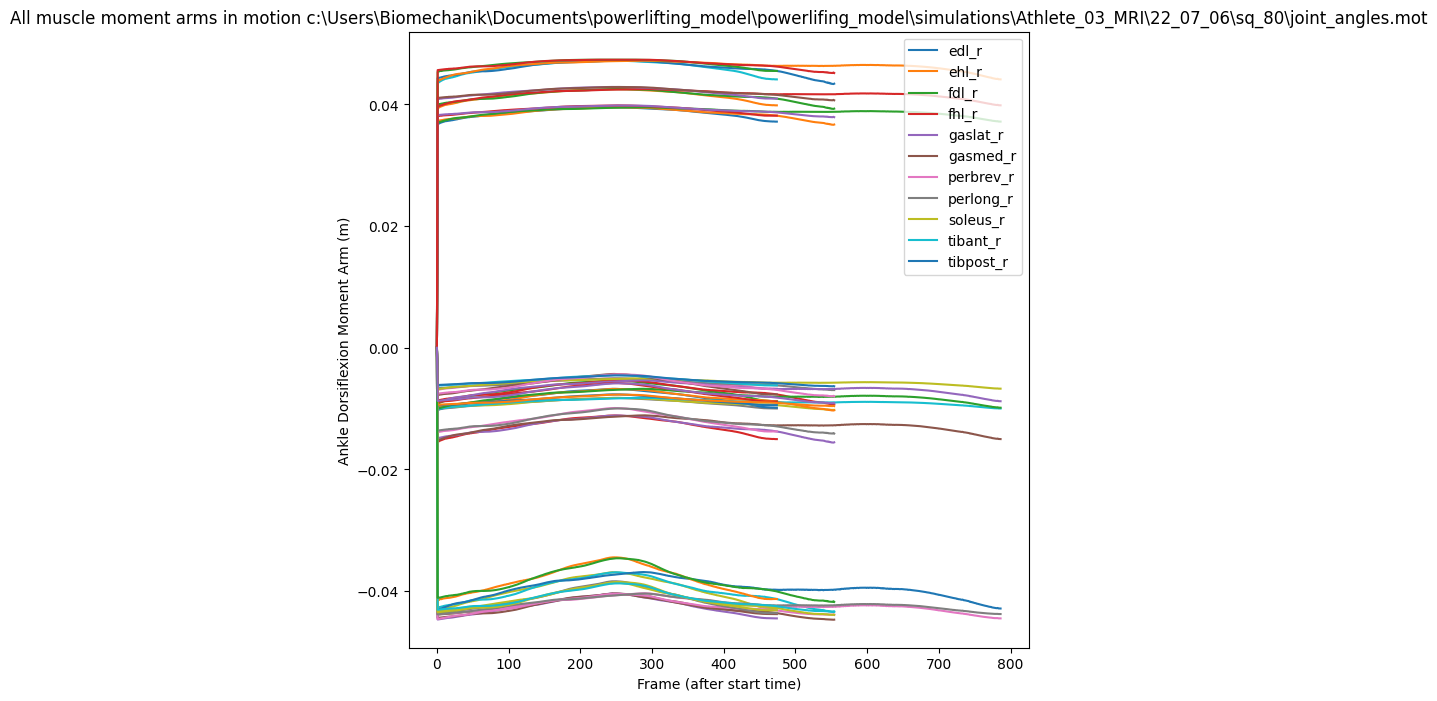 All muscle moment arms in motion c:\Users\Biomechanik\Documents\powerlifting_model\powerlifing_model\simulations\Athlete_03_MRI\22_07_06\sq_80\joint_angles.mot
edl_r
ehl_r
fdl_r
fhl_r
gaslat_r
gasmed_r
perbrev_r
perlong_r
soleus_r
tibant_r
tibpost_r
Ankle Dorsiflexion Moment Arm (m)
0.04
0.02
0.00
−0.02
−0.04
0 100 200 300 400 500 600 700 800
Frame (after start time)